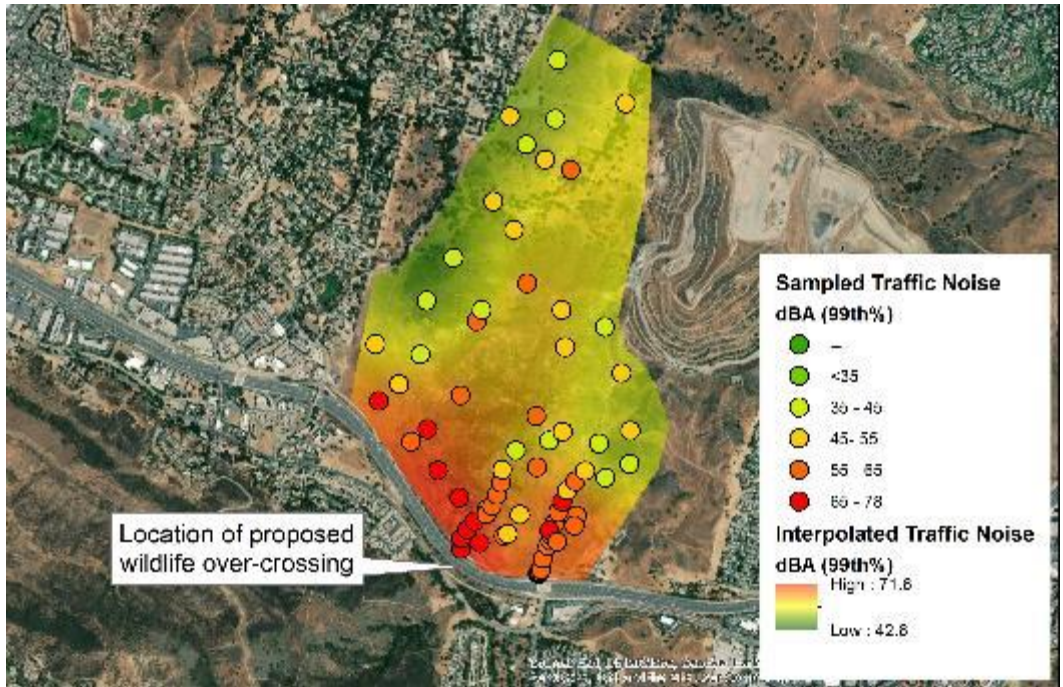 Location of proposed
wildlife over-crossing
Sampled Traffic Noise
dBA (99th%)
--
<35
35 - 45
45- 55
55 - 65
65 - 78
Interpolated Traffic Noise
dBA (99th%)
High : 71.6
Low : 42.8